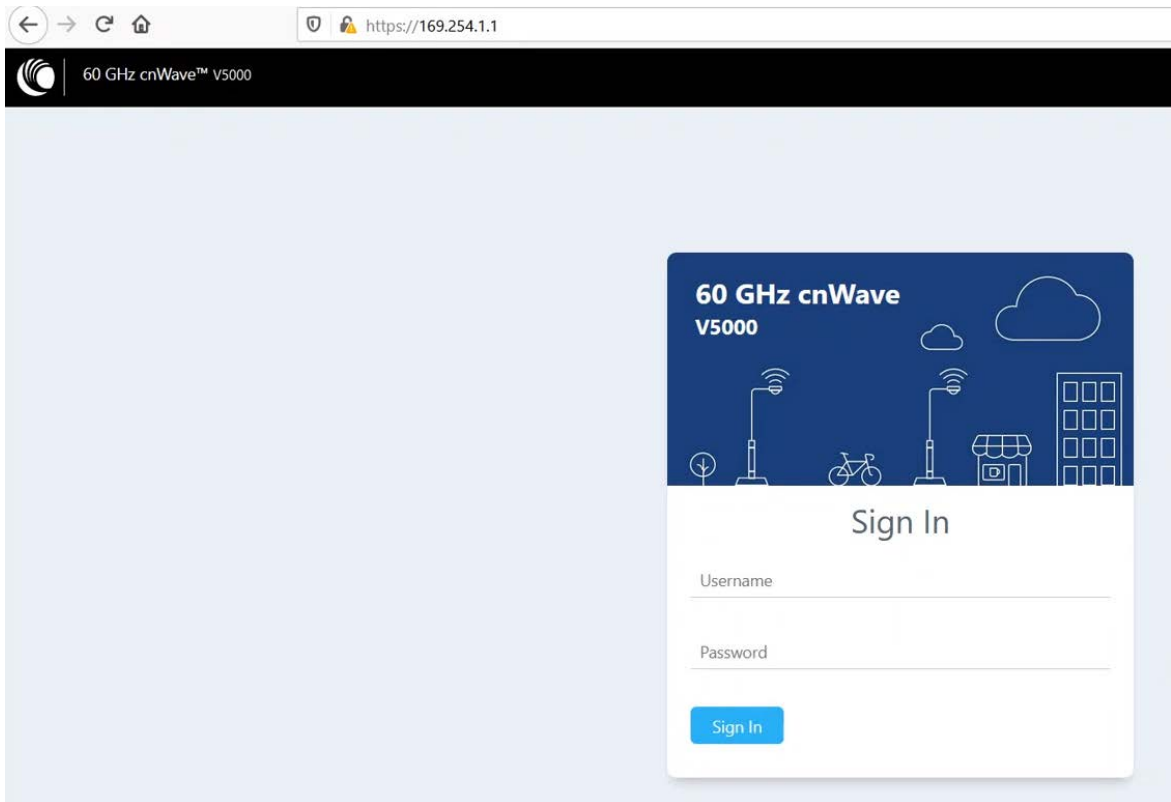 https://169.254.1.1
60 GHz cnWave™ V5000
60 GHz cnWave
V5000
Sign In
Username
Password
Sign In